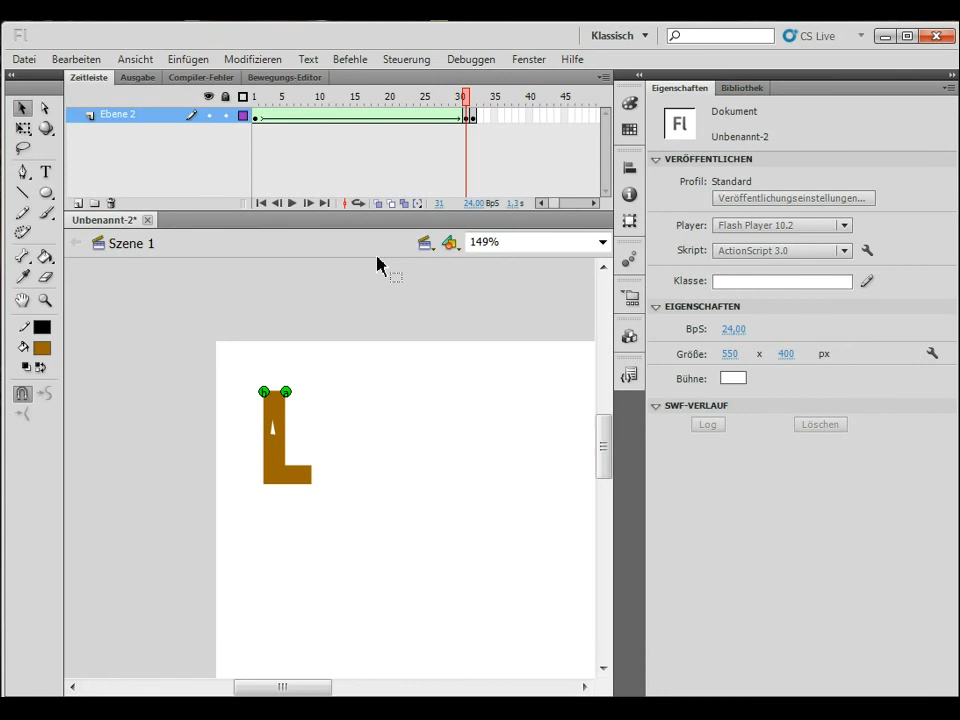 Fl
Klassisch
CS Live
Datei Bearbeiten Ansicht Einfügen Modifizieren Text Befehle Steuerung Debuggen Fenster Hilfe
Zeitleiste Ausgabe Compiler-Fehler Bewegungs-Editor
1 5 10 15 20 25 30 35 40 45
Ebene 2
31 24,00 BpS 1,3 s
Unbenannt-2*
Szene 1
149%
b a
L
Eigenschaften Bibliothek
Fl
Dokument
Unbenannt-2
VERÖFFENTLICHEN
Profil: Standard
Veröffentlichungseinstellungen...
Player: Flash Player 10.2
Skript: ActionScript 3.0
Klasse:
EIGENSCHAFTEN
BpS: 24,00
Größe: 550 x 400 px
Bühne:
SWF-VERLAUF
Log Löschen